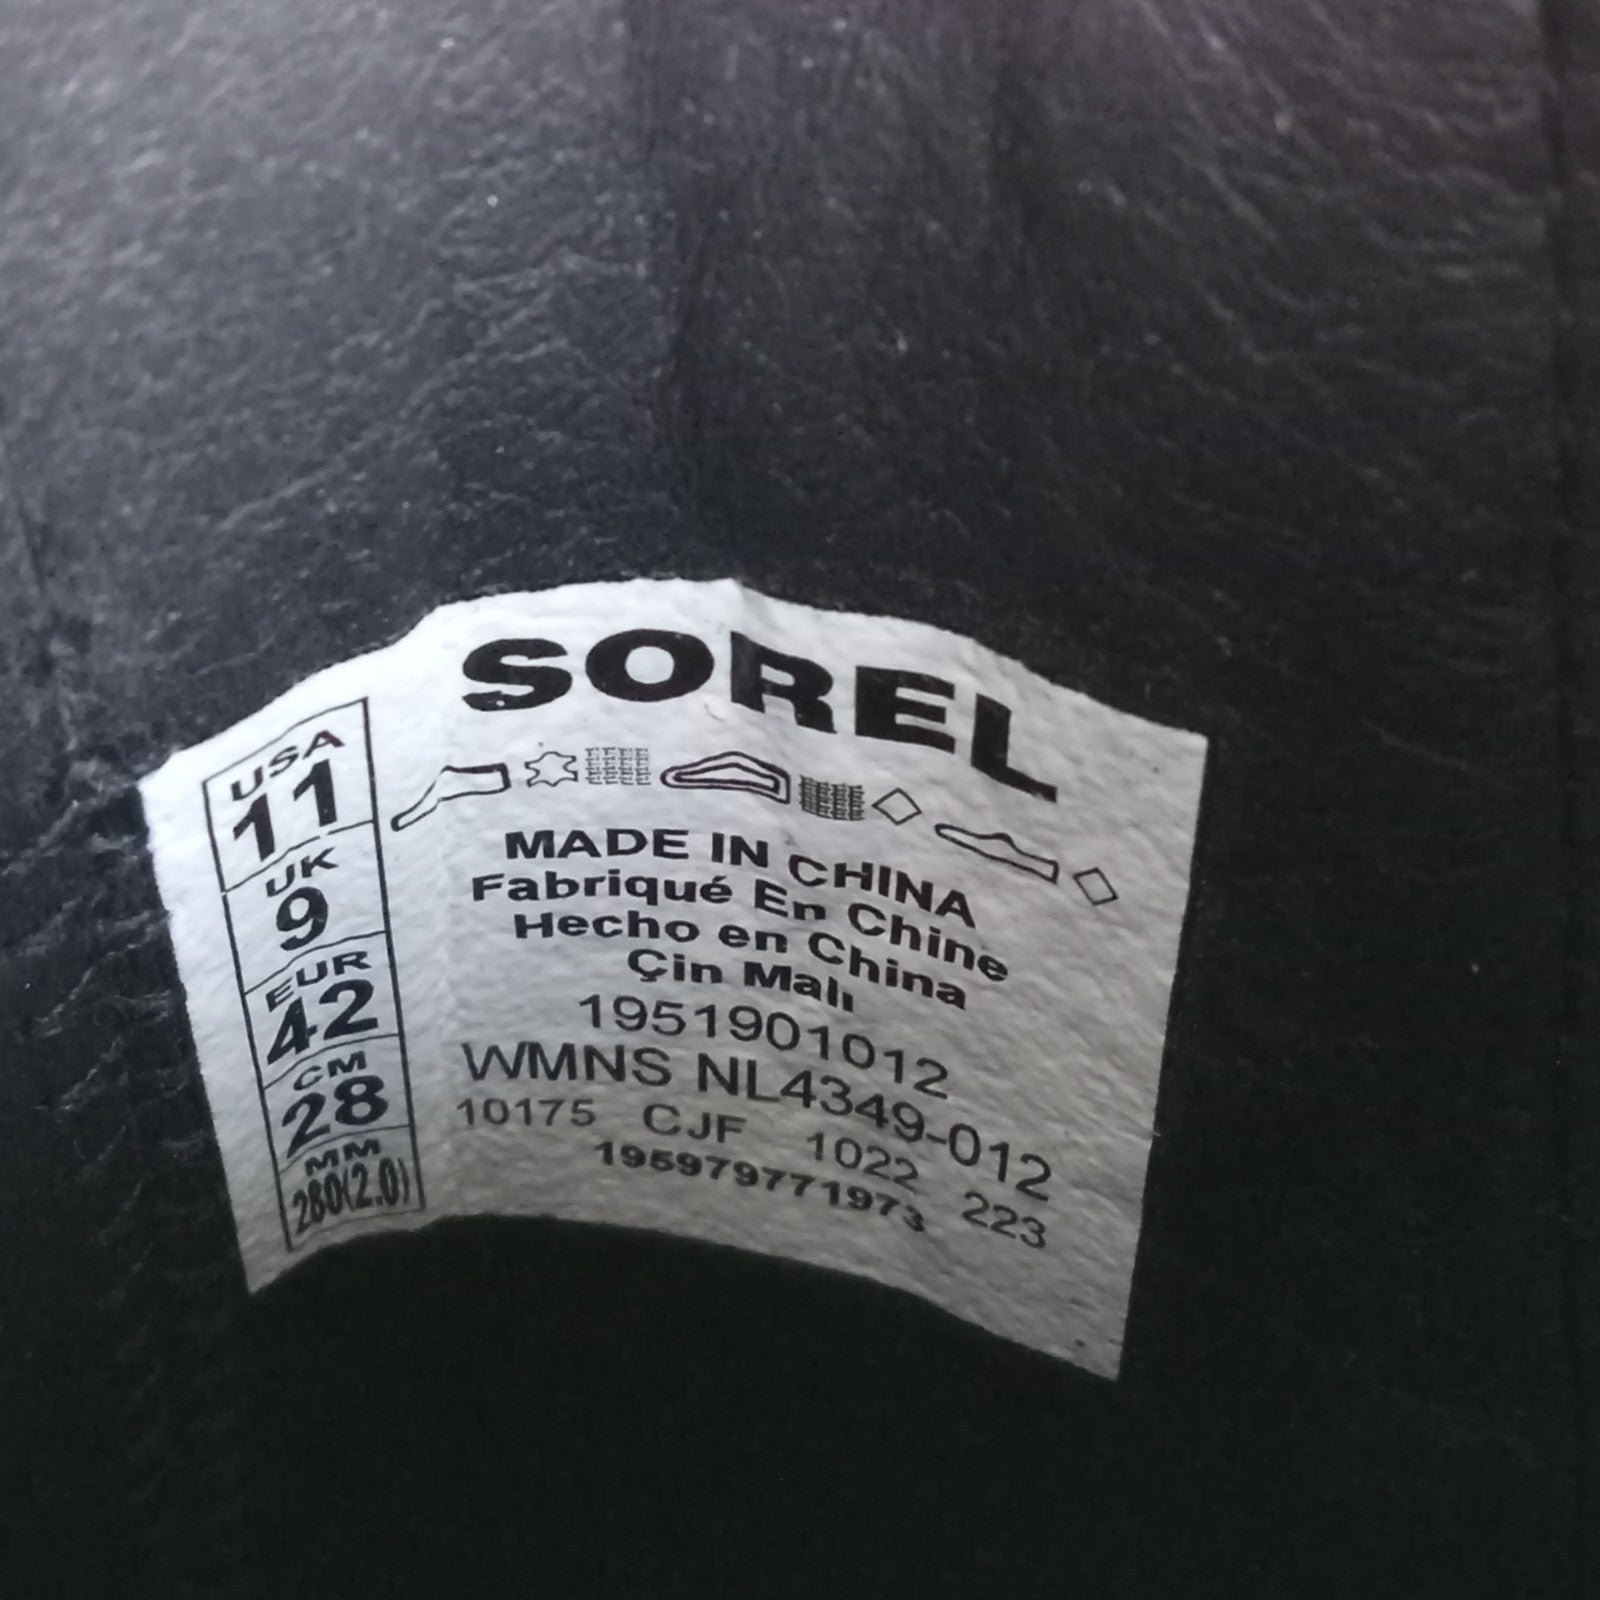 SOREL
USA
11
UK
9
EUR
42
CM
28
MM
280(2.0)
MADE IN CHINA
Fabriqué En Chine
Hecho en China
Çin Malı
1951901012
WMNS NL4349-012
10175 CJF 1022 223
195979771973